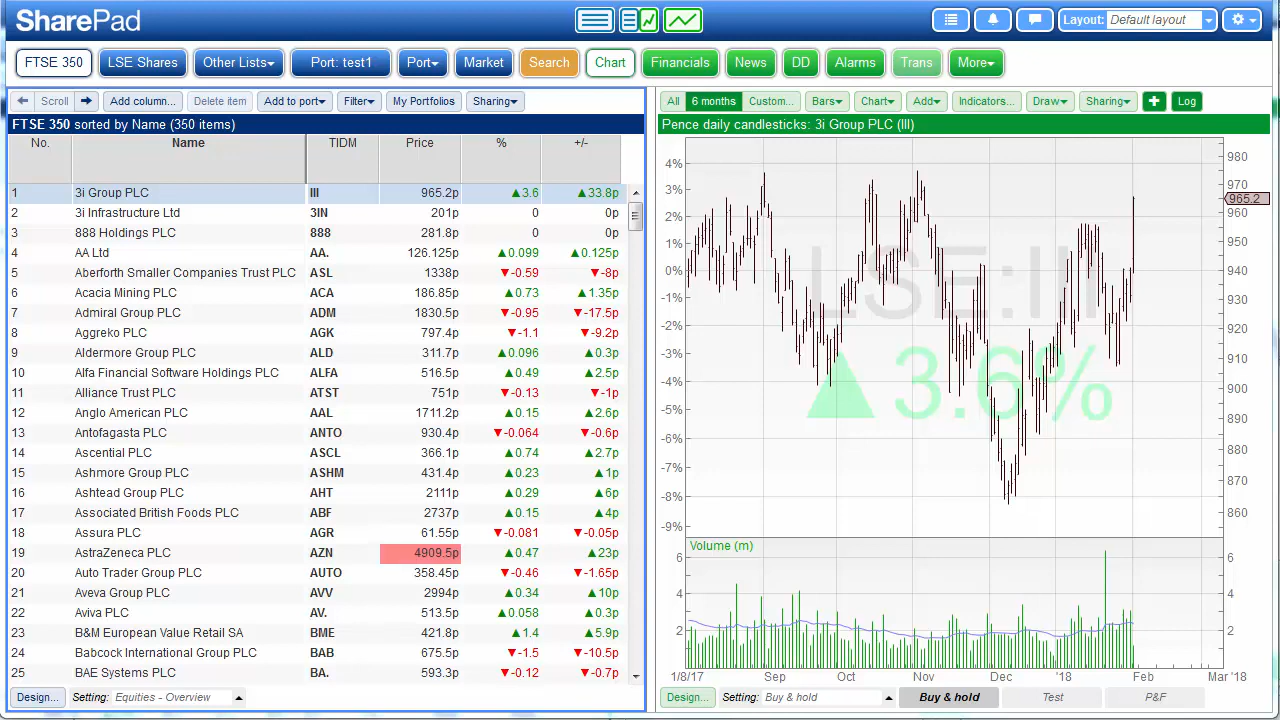 SharePad
Layout: Default layout
FTSE 350 LSE Shares Other Lists Port: test1 Port Market Search Chart Financials News DD Alarms Trans More
Scroll Add column... Delete item Add to port Filter My Portfolios Sharing
FTSE 350 sorted by Name (350 items)
No. Name TIDM Price % +/-
1 3i Group PLC III 965.2p ▲3.6 ▲33.8p
2 3i Infrastructure Ltd 3IN 201p 0 0p
3 888 Holdings PLC 888 281.8p 0 0p
4 AA Ltd AA. 126.125p ▲0.099 ▲0.125p
5 Aberforth Smaller Companies Trust PLC ASL 1338p ▼-0.59 ▼-8p
6 Acacia Mining PLC ACA 186.85p ▲0.73 ▲1.35p
7 Admiral Group PLC ADM 1830.5p ▼-0.95 ▼-17.5p
8 Aggreko PLC AGK 797.4p ▼-1.1 ▼-9.2p
9 Aldermore Group PLC ALD 311.7p ▲0.096 ▲0.3p
10 Alfa Financial Software Holdings PLC ALFA 516.5p ▲0.49 ▲2.5p
11 Alliance Trust PLC ATST 751p ▼-0.13 ▼-1p
12 Anglo American PLC AAL 1711.2p ▲0.15 ▲2.6p
13 Antofagasta PLC ANTO 930.4p ▼-0.064 ▼-0.6p
14 Ascential PLC ASCL 366.1p ▲0.74 ▲2.7p
15 Ashmore Group PLC ASHM 431.4p ▲0.23 ▲1p
16 Ashtead Group PLC AHT 2111p ▲0.29 ▲6p
17 Associated British Foods PLC ABF 2737p ▲0.15 ▲4p
18 Assura PLC AGR 61.55p ▼-0.081 ▼-0.05p
19 AstraZeneca PLC AZN 4909.5p ▲0.47 ▲23p
20 Auto Trader Group PLC AUTO 358.45p ▼-0.46 ▼-1.65p
21 Aveva Group PLC AVV 2994p ▲0.34 ▲10p
22 Aviva PLC AV. 513.5p ▲0.058 ▲0.3p
23 B&M European Value Retail SA BME 421.8p ▲1.4 ▲5.9p
24 Babcock International Group PLC BAB 675.5p ▼-1.5 ▼-10.5p
25 BAE Systems PLC BA. 593.3p ▼-0.12 ▼-0.7p
Design... Setting: Equities - Overview
All 6 months Custom... Bars Chart Add Indicators... Draw Sharing + Log
Pence daily candlesticks: 3i Group PLC (III)
4% 980
3% 970
965.2
2% 960
1% 950
0% 940
-1% 930
-2% 920
-3% 910
-4% 900
-5% 890
-6% 880
-7% 870
-8% 860
-9%
LSE:III
▲3.6%
Volume (m)
6 6
4 4
2 2
1/8/17 Sep Oct Nov Dec '18 Feb Mar '18
Design... Setting: Buy & hold Buy & hold Test P&F